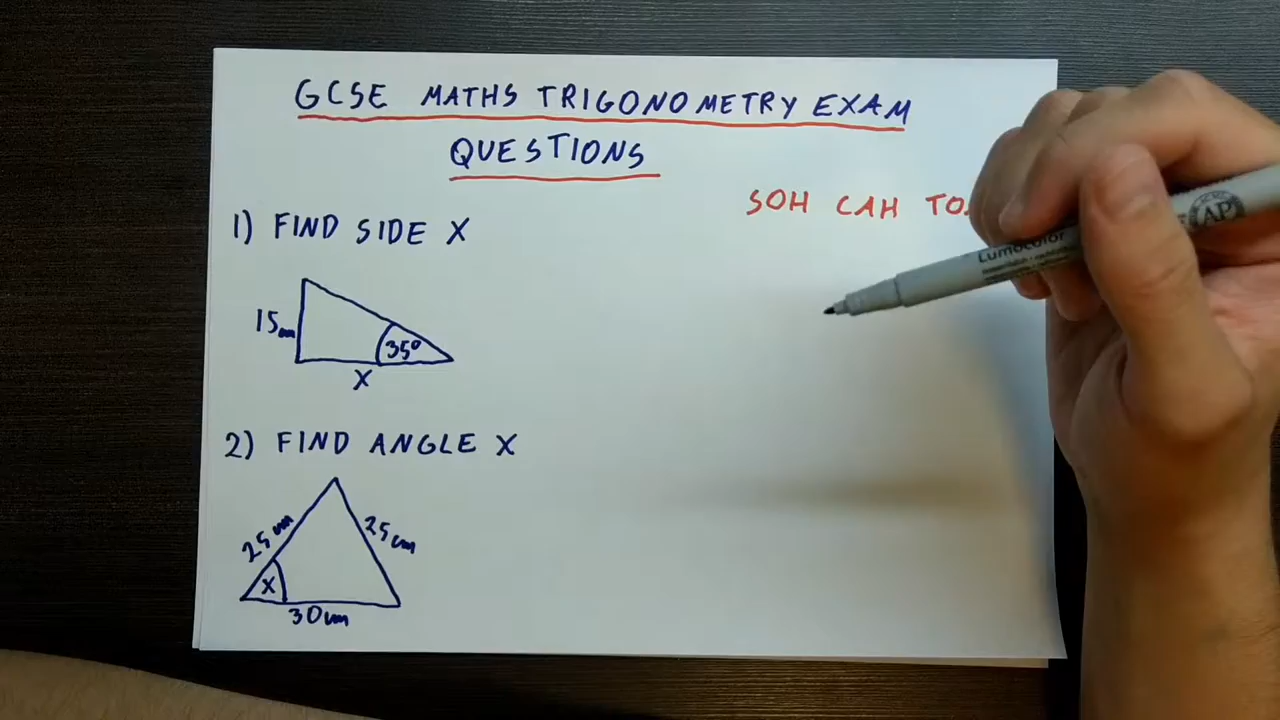 GCSE MATHS TRIGONOMETRY EXAM
QUESTIONS
SOH CAH
1) FIND SIDE X
15cm
35°
X
2) FIND ANGLE X
25cm
25cm
X
30cm
Lumocolor
AP